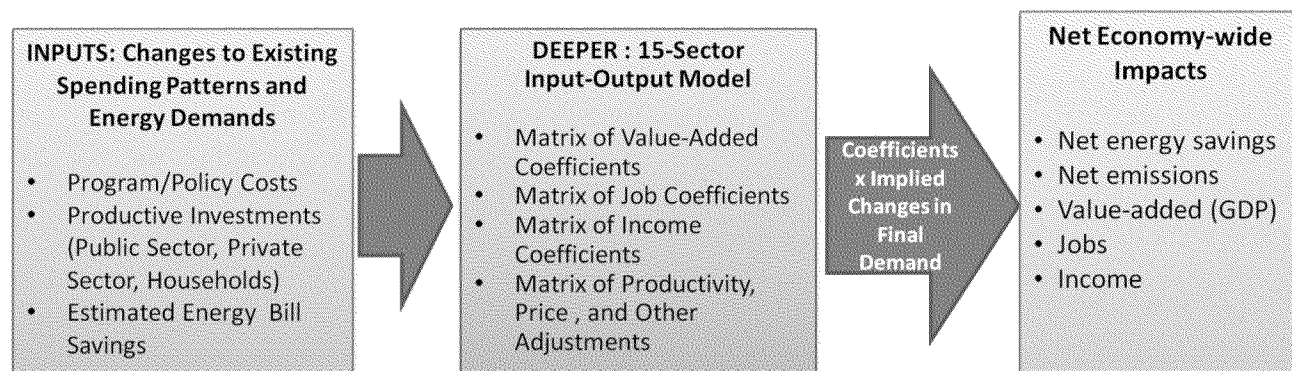 INPUTS: Changes to Existing
Spending Patterns and
Energy Demands
• Program/Policy Costs
• Productive Investments
(Public Sector, Private
Sector, Households)
• Estimated Energy Bill
Savings
DEEPER : 15-Sector
Input-Output Model
• Matrix of Value-Added
Coefficients
• Matrix of Job Coefficients
• Matrix of Income
Coefficients
• Matrix of Productivity,
Price , and Other
Adjustments
Coefficients
x Implied
Changes in
Final
Demand
Net Economy-wide
Impacts
• Net energy savings
• Net emissions
• Value-added (GDP)
• Jobs
• Income